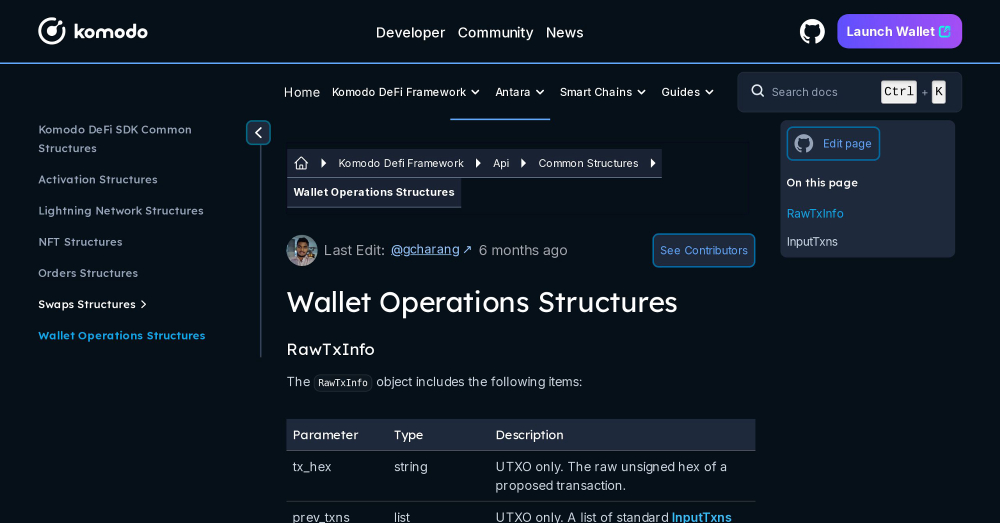 komodo
Developer Community News
Launch Wallet
Home Komodo DeFi Framework Antara Smart Chains Guides
Search docs Ctrl + K
Komodo DeFi SDK Common
Structures
Activation Structures
Lightning Network Structures
NFT Structures
Orders Structures
Swaps Structures
Wallet Operations Structures
Komodo Defi Framework Api Common Structures
Wallet Operations Structures
Last Edit: @gcharang ↗ 6 months ago
See Contributors
Wallet Operations Structures
RawTxInfo
The RawTxInfo object includes the following items:
Parameter Type Description
tx_hex string UTXO only. The raw unsigned hex of a
proposed transaction.
prev_txns list UTXO only. A list of standard InputTxns
Edit page
On this page
RawTxInfo
InputTxns